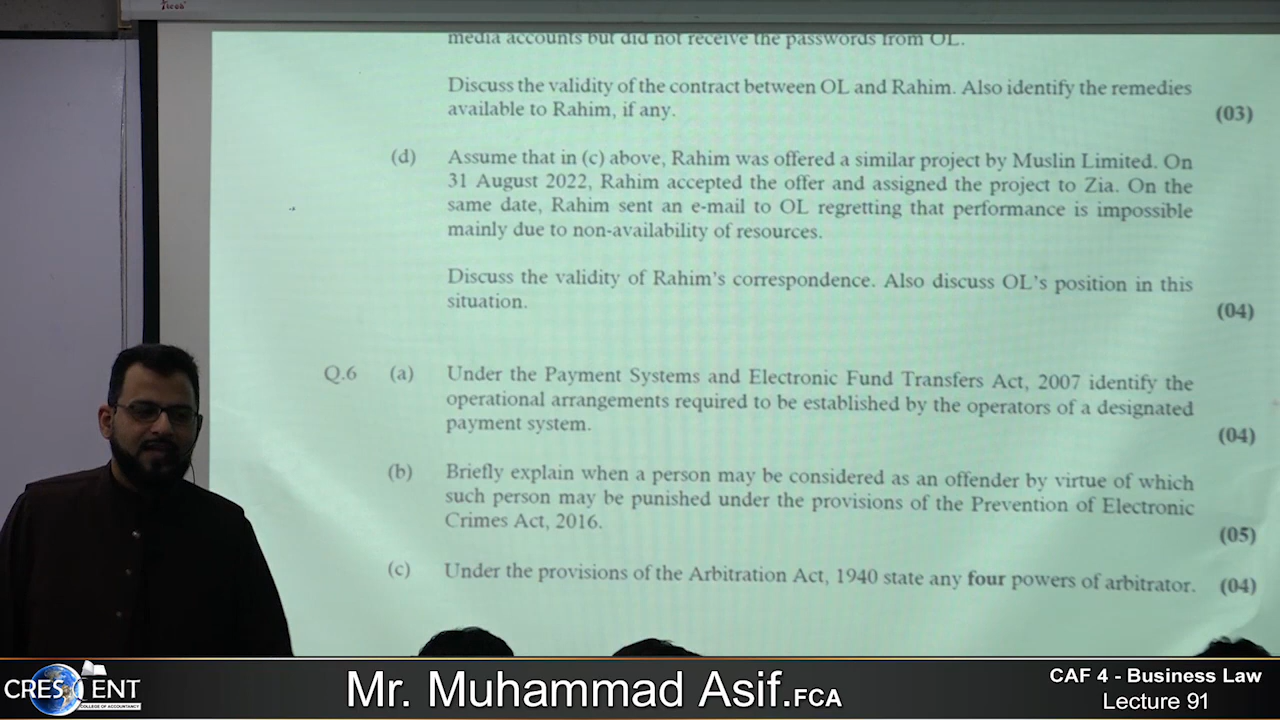 media accounts but did not receive the passwords from OL.
Discuss the validity of the contract between OL and Rahim. Also identify the remedies
available to Rahim, if any.
(03)
(d) Assume that in (c) above, Rahim was offered a similar project by Muslin Limited. On
31 August 2022, Rahim accepted the offer and assigned the project to Zia. On the
same date, Rahim sent an e-mail to OL regretting that performance is impossible
mainly due to non-availability of resources.
Discuss the validity of Rahim's correspondence. Also discuss OL's position in this
situation.
(04)
Q.6 (a) Under the Payment Systems and Electronic Fund Transfers Act, 2007 identify the
operational arrangements required to be established by the operators of a designated
payment system.
(04)
(b) Briefly explain when a person may be considered as an offender by virtue of which
such person may be punished under the provisions of the Prevention of Electronic
Crimes Act, 2016.
(05)
(c) Under the provisions of the Arbitration Act, 1940 state any four powers of arbitrator. (04)
CRESCENT
COLLEGE OF ACCOUNTANCY
Mr. Muhammad Asif.FCA
CAF 4 - Business Law
Lecture 91